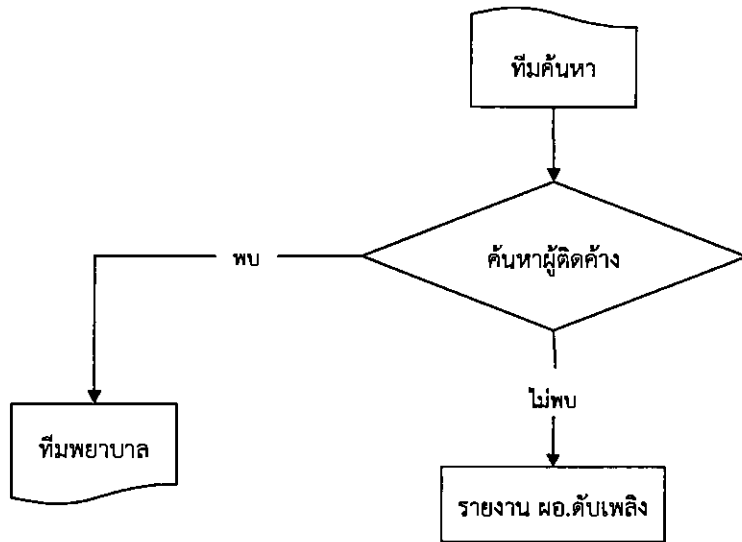 ทีมค้นหา
ค้นหาผู้ติดค้าง
พบ
ไม่พบ
ทีมพยาบาล
รายงาน ผอ.ดับเพลิง